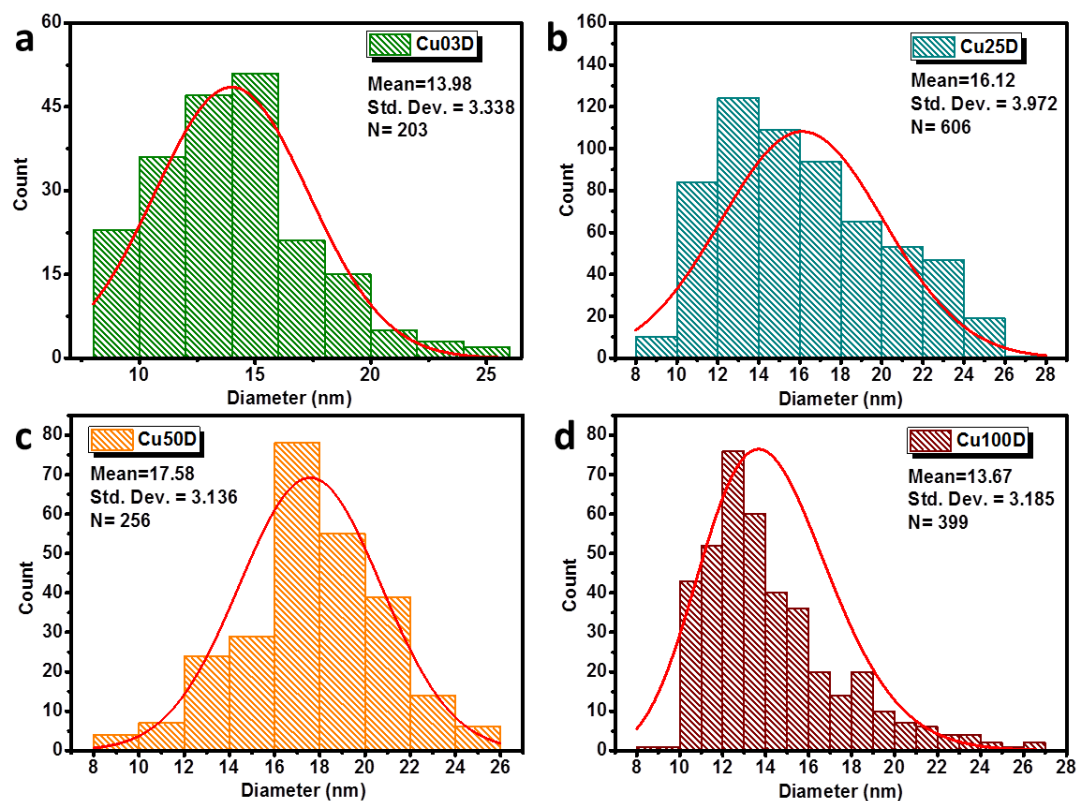 a
Cu03D
Mean=13.98
Std. Dev. = 3.338
N= 203
60
45
30
15
0
Count
10 15 20 25
Diameter (nm)
b
Cu25D
Mean=16.12
Std. Dev. = 3.972
N= 606
160
140
120
100
80
60
40
20
0
Count
8 10 12 14 16 18 20 22 24 26 28
Diameter (nm)
c
Cu50D
Mean=17.58
Std. Dev. = 3.136
N= 256
80
70
60
50
40
30
20
10
0
Count
8 10 12 14 16 18 20 22 24 26
Diameter (nm)
d
Cu100D
Mean=13.67
Std. Dev. = 3.185
N= 399
80
70
60
50
40
30
20
10
0
Count
8 10 12 14 16 18 20 22 24 26 28
Diameter (nm)